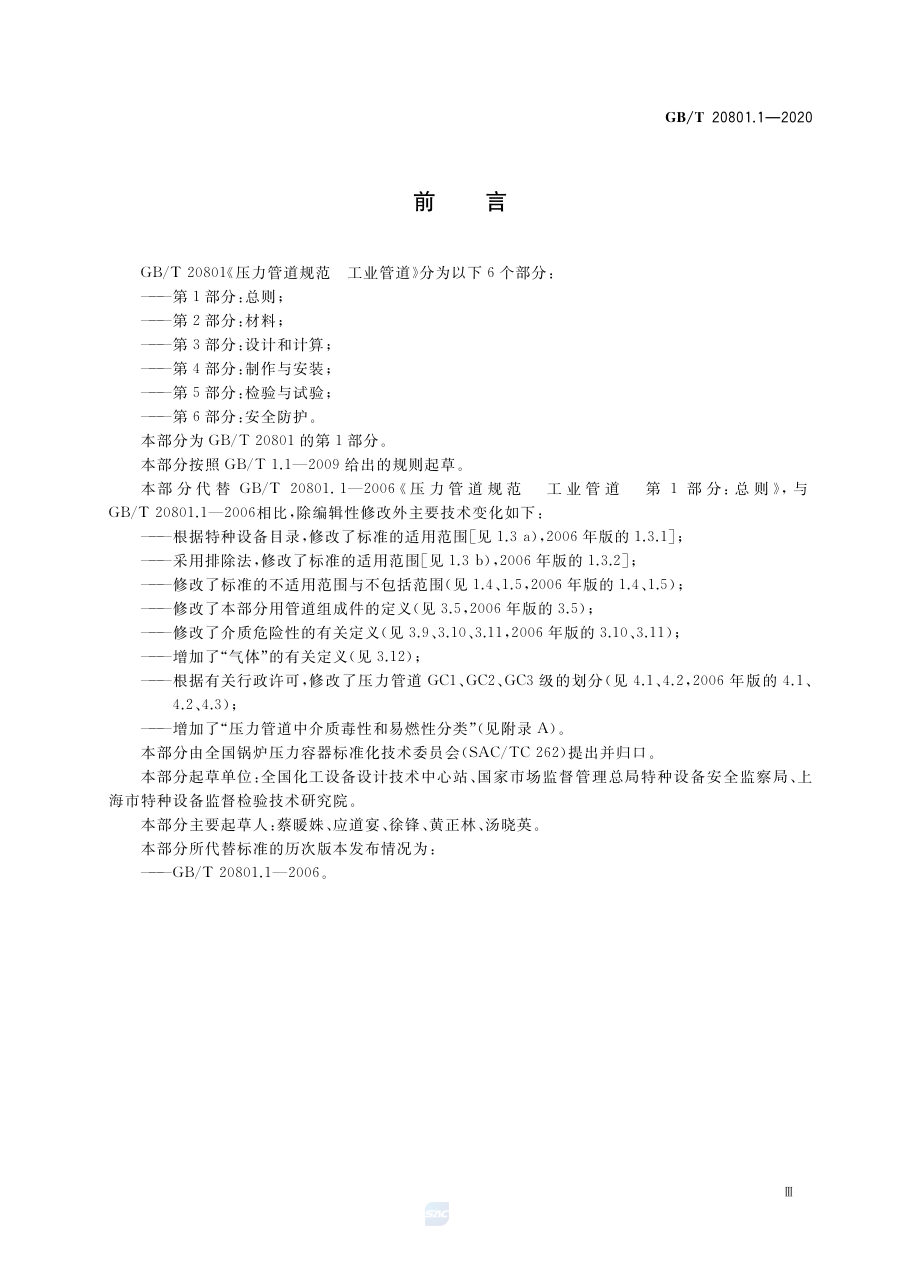 GB/T 20801.1—2020
前 言
GB/T 20801《压力管道规范 工业管道》分为以下6个部分:
——第1部分:总则;
——第2部分:材料;
——第3部分:设计和计算;
——第4部分:制作与安装;
——第5部分:检验与试验;
——第6部分:安全防护。
本部分为GB/T 20801的第1部分。
本部分按照GB/T 1.1—2009给出的规则起草。
本部分代替 GB/T 20801.1—2006《压力管道规范 工业管道 第1部分:总则》,与
GB/T 20801.1—2006相比,除编辑性修改外主要技术变化如下:
——根据特种设备目录,修改了标准的适用范围[见1.3 a),2006年版的1.3.1];
——采用排除法,修改了标准的适用范围[见1.3 b),2006年版的1.3.2];
——修改了标准的不适用范围与不包括范围(见1.4、1.5,2006年版的1.4、1.5);
——修改了本部分用管道组成件的定义(见3.5,2006年版的3.5);
——修改了介质危险性的有关定义(见3.9、3.10、3.11,2006年版的3.10、3.11);
——增加了“气体”的有关定义(见3.12);
——根据有关行政许可,修改了压力管道GC1、GC2、GC3级的划分(见4.1、4.2,2006年版的4.1、
4.2、4.3);
——增加了“压力管道中介质毒性和易燃性分类”(见附录A)。
本部分由全国锅炉压力容器标准化技术委员会(SAC/TC 262)提出并归口。
本部分起草单位:全国化工设备设计技术中心站、国家市场监督管理总局特种设备安全监察局、上
海市特种设备监督检验技术研究院。
本部分主要起草人:蔡暖姝、应道宴、徐锋、黄正林、汤晓英。
本部分所代替标准的历次版本发布情况为:
——GB/T 20801.1—2006。
Ⅲ
SAC